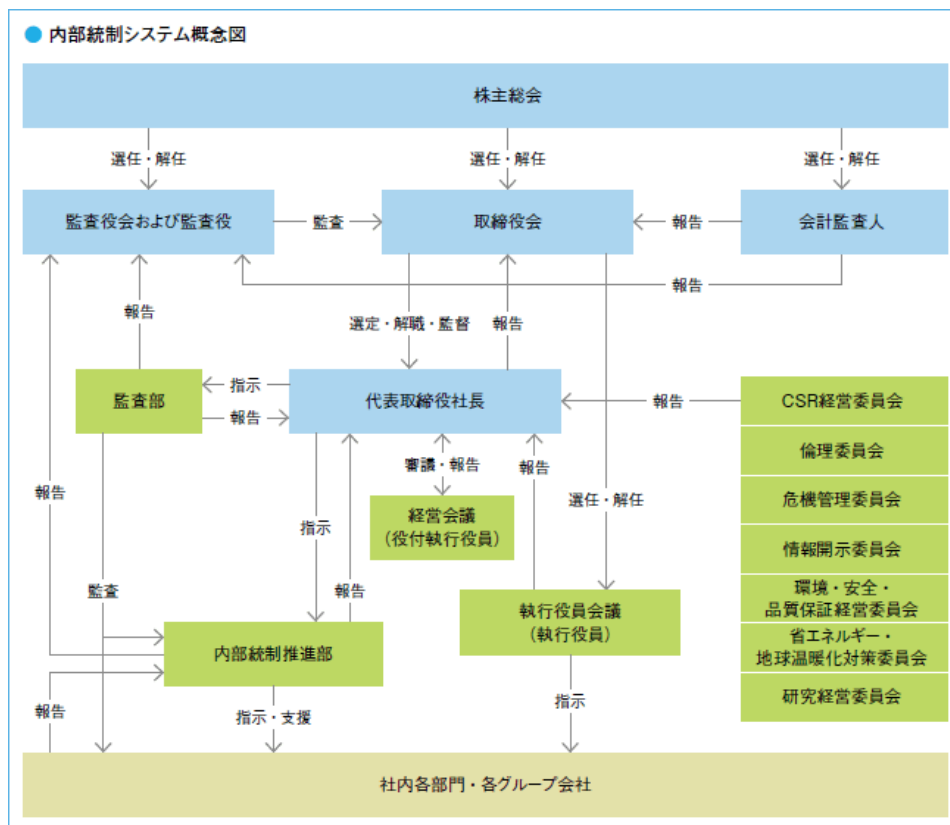 内部統制システム概念図
株主総会
選任・解任
選任・解任
選任・解任
監査役会および監査役
監査
取締役会
報告
会計監査人
報告
報告
選定・解職・監督
報告
監査部
指示
報告
代表取締役社長
報告
CSR経営委員会
倫理委員会
審議・報告
報告
報告
指示
選任・解任
経営会議
(役付執行役員)
危機管理委員会
情報開示委員会
監査
報告
執行役員会議
(執行役員)
環境・安全・
品質保証経営委員会
内部統制推進部
省エネルギー・
地球温暖化対策委員会
報告
指示・支援
指示
研究経営委員会
社内各部門・各グループ会社